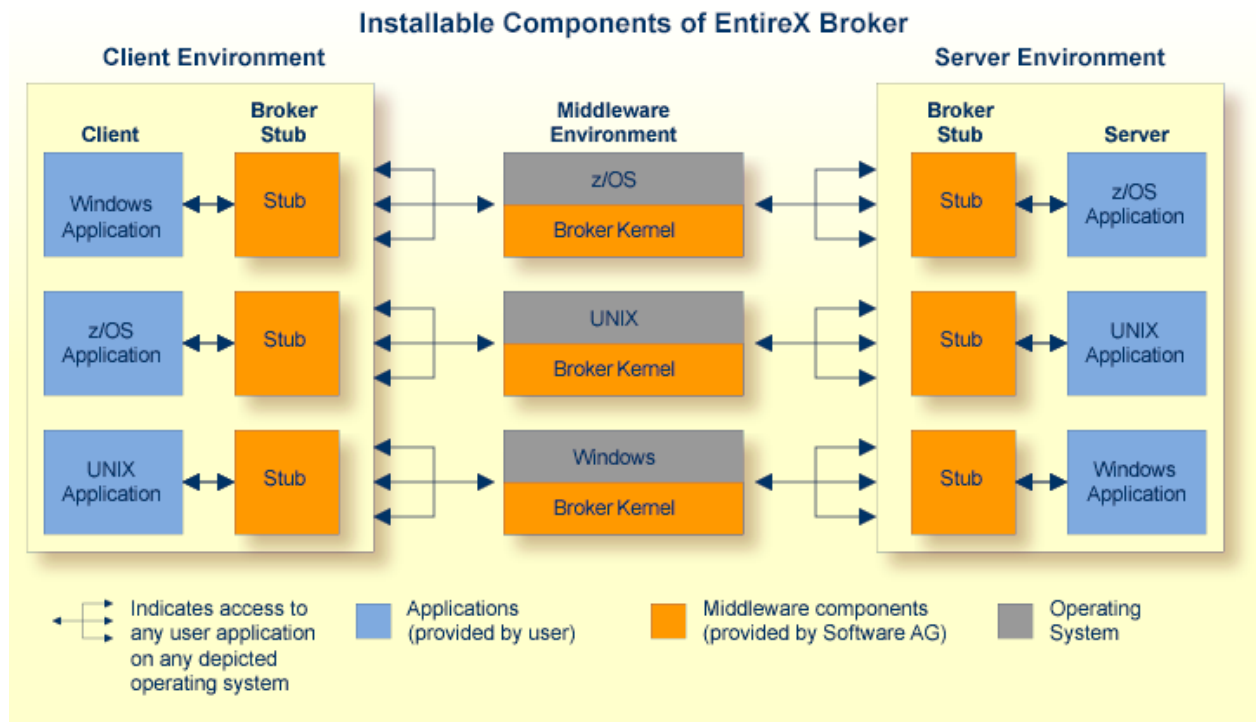 Installable Components of EntireX Broker
Client Environment
Server Environment
Client
Broker
Stub
Middleware
Environment
Broker
Stub
Server
Windows
Application
Stub
z/OS
Broker Kernel
Stub
z/OS
Application
z/OS
Application
Stub
UNIX
Broker Kernel
Stub
UNIX
Application
UNIX
Application
Stub
Windows
Broker Kernel
Stub
Windows
Application
Indicates access to
any user application
on any depicted
operating system
Applications
(provided by user)
Middleware components
(provided by Software AG)
Operating
System